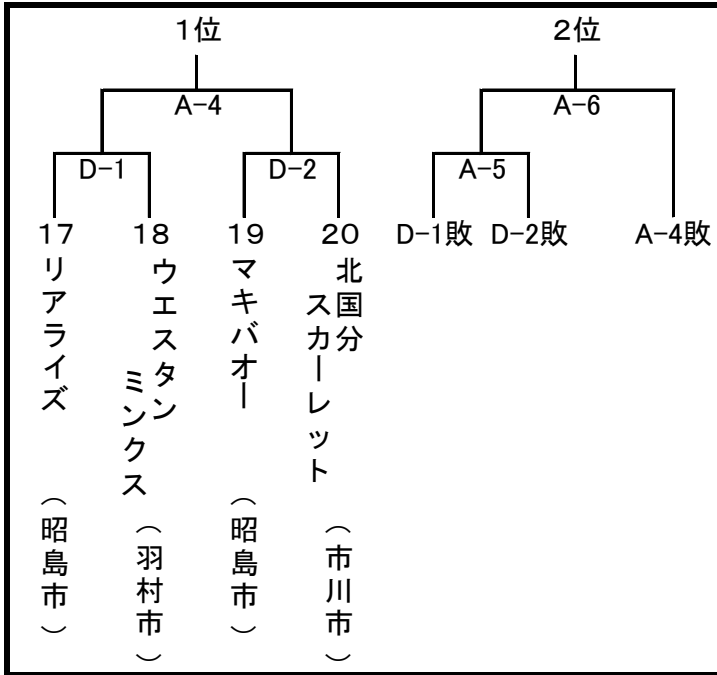 1位
2位
A-4
A-6
D-1
D-2
A-5
17
18
19
20
D-1敗
D-2敗
A-4敗
リアライズ
(昭島市)
ウエスタン
ミンクス
(羽村市)
マキバオー
(昭島市)
北国分
スカーレット
(市川市)